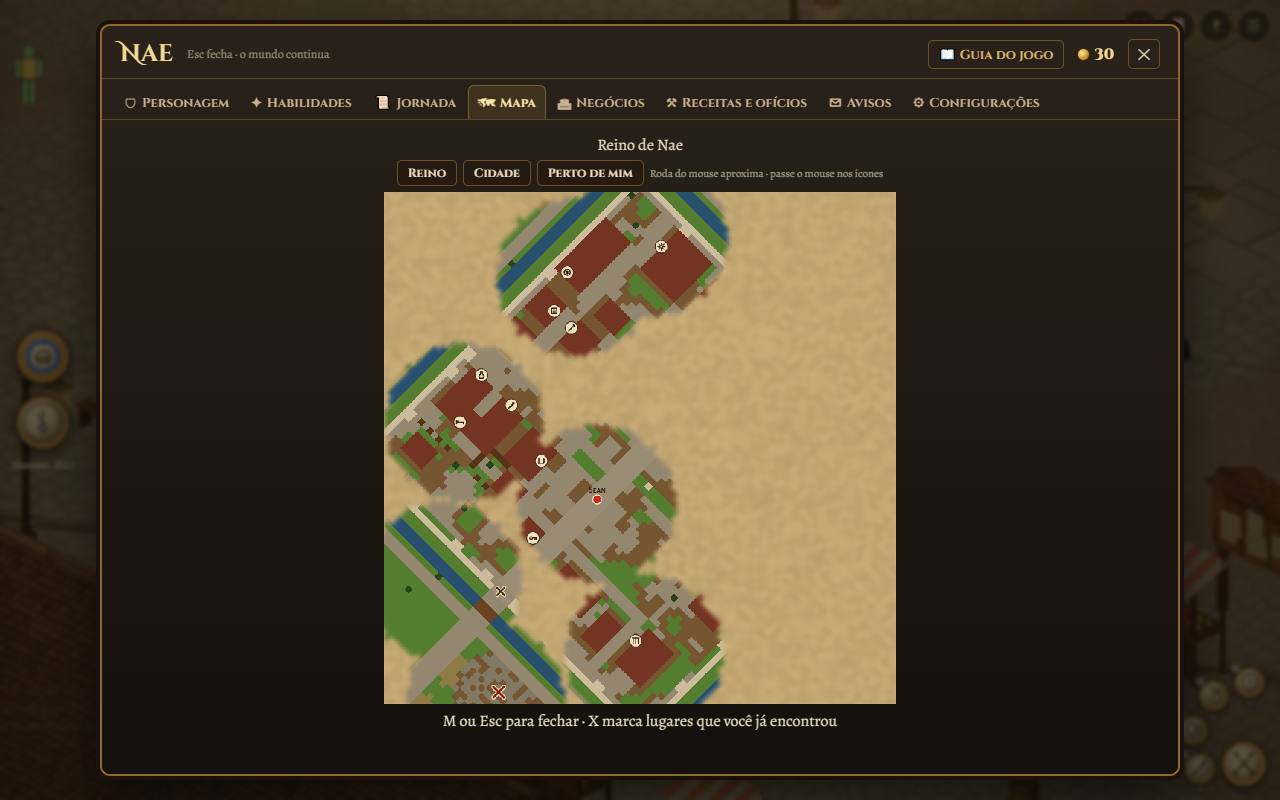 NAE
Esc fecha · o mundo continua
GUIA DO JOGO
30
PERSONAGEM
HABILIDADES
JORNADA
MAPA
NEGÓCIOS
RECEITAS E OFÍCIOS
AVISOS
CONFIGURAÇÕES
Reino de Nae
REINO
CIDADE
PERTO DE MIM
Roda do mouse aproxima · passe o mouse nos ícones
SEAN
M ou Esc para fechar · X marca lugares que você já encontrou